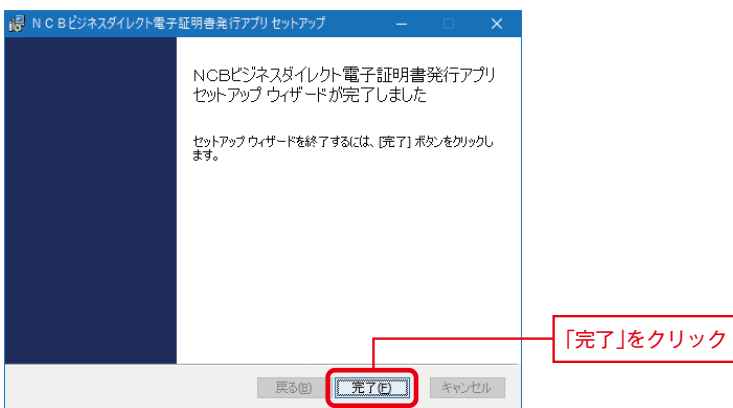 ＮＣＢビジネスダイレクト電子証明書発行アプリ セットアップ
NCBビジネスダイレクト電子証明書発行アプリ
セットアップ ウィザードが完了しました
セットアップ ウィザードを終了するには、[完了] ボタンをクリックし
ます。
「完了」をクリック
戻る(B) 完了(F) キャンセル